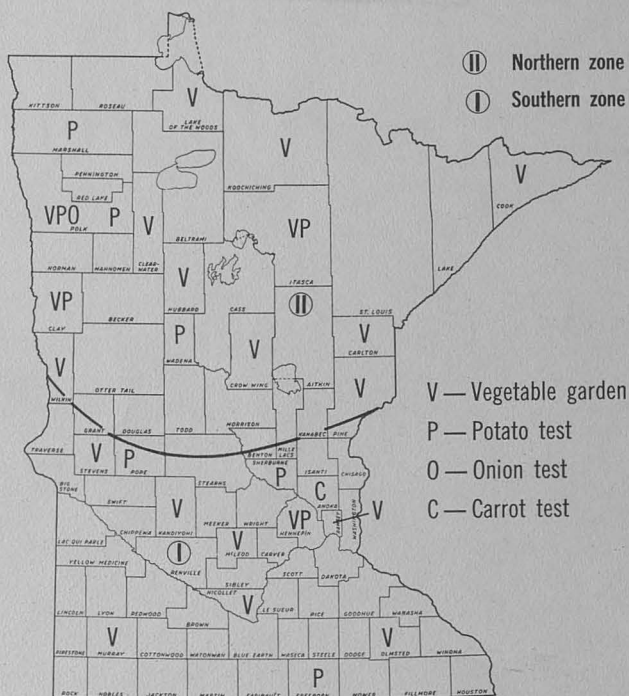 II Northern zone
I Southern zone
KITTSON
ROSEAU
V
LAKE OF THE WOODS
P
MARSHALL
V
KOOCHICHING
V
COOK
PENNINGTON
RED LAKE
VPO P
POLK
V
BELTRAMI
VP
ITASCA
LAKE
NORMAN
MAHNOMEN
CLEAR-
WATER
V
HUBBARD
CASS
II
ST. LOUIS
VP
CLAY
BECKER
P
WADENA
V
CROW WING
AITKIN
V
CARLTON
V
WILKIN
OTTER TAIL
V
V — Vegetable garden
P — Potato test
O — Onion test
C — Carrot test
GRANT
DOUGLAS
TODD
MORRISON
MILLE
LACS
KANABEC
PINE
TRAVERSE
V
STEVENS
P
POPE
BENTON
SHERBURNE
P
ISANTI
CHISAGO
BIG
STONE
SWIFT
STEARNS
C
ANOKA
V
KANDIYOHI
MEEKER
WRIGHT
VP
HENNEPIN
RAMSEY
WASHINGTON
V
CHIPPEWA
LAC QUI PARLE
I
RENVILLE
V
McLEOD
CARVER
YELLOW MEDICINE
SIBLEY
SCOTT
DAKOTA
NICOLLET
V
LE SUEUR
RICE
GOODHUE
WABASHA
LINCOLN
LYON
REDWOOD
BROWN
PIPESTONE
V
MURRAY
COTTONWOOD
WATONWAN
BLUE EARTH
WASECA
STEELE
DODGE
V
OLMSTED
WINONA
ROCK
NOBLES
JACKSON
MARTIN
FARIBAULT
P
FREEBORN
MOWER
FILLMORE
HOUSTON